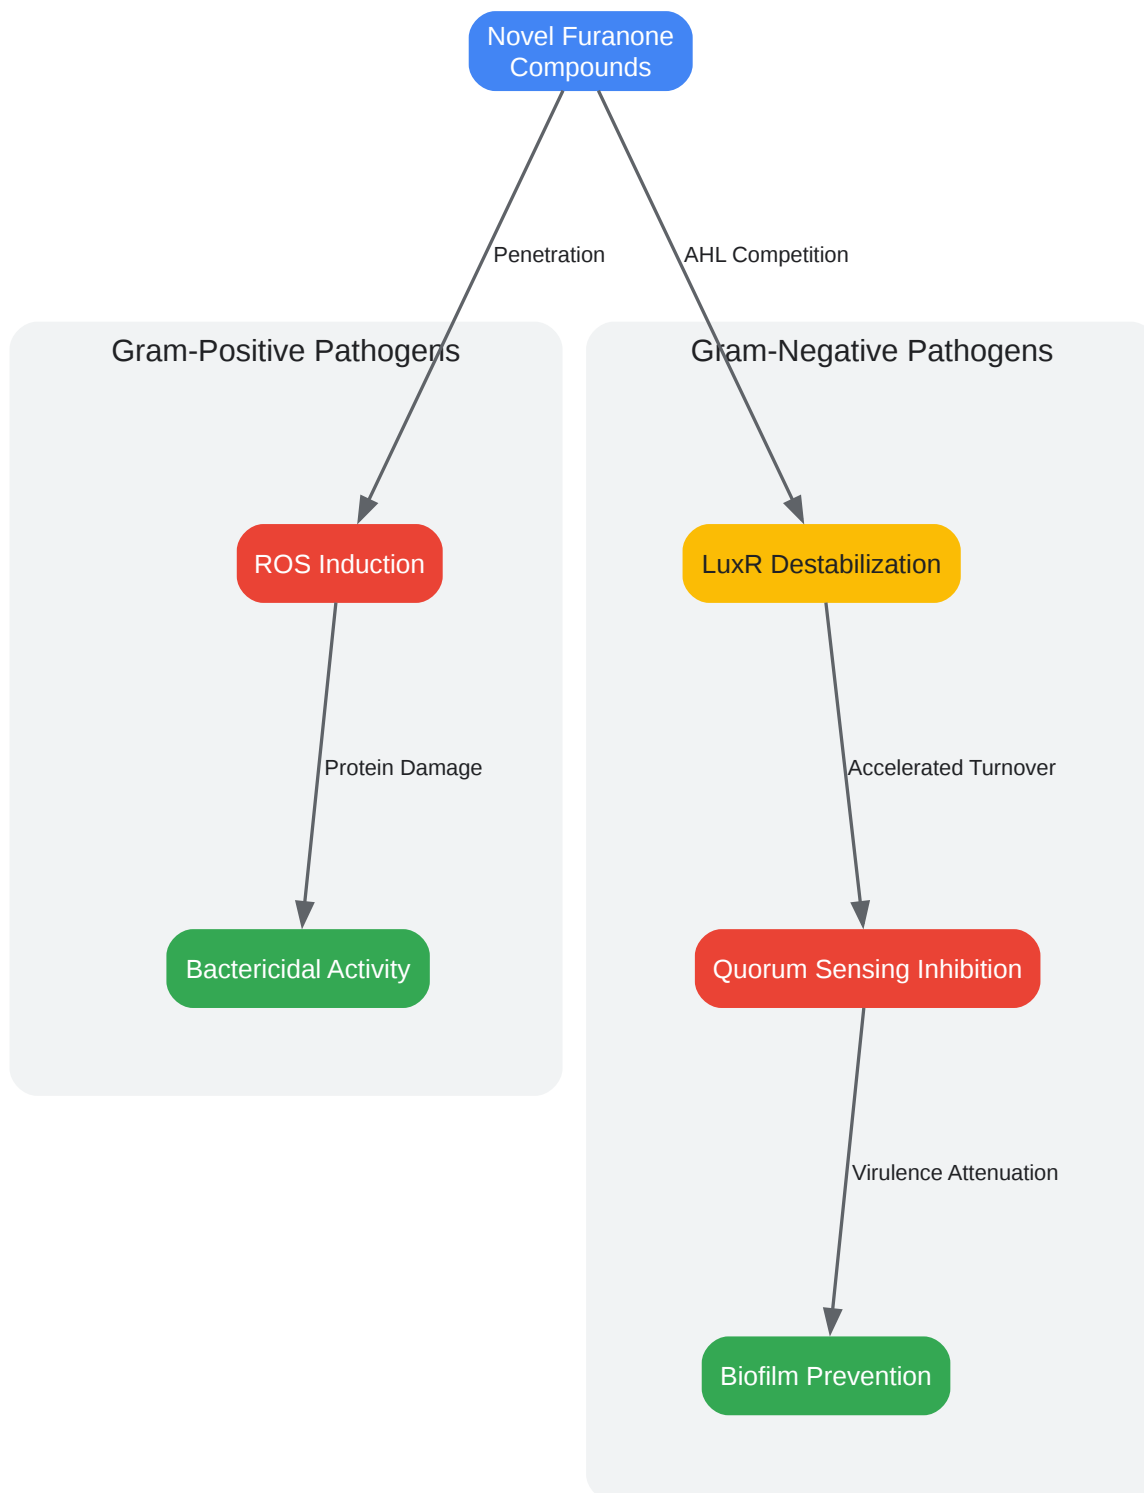 Novel Furanone
Compounds
Penetration
AHL Competition
Gram-Positive Pathogens
Gram-Negative Pathogens
ROS Induction
LuxR Destabilization
Protein Damage
Accelerated Turnover
Bactericidal Activity
Quorum Sensing Inhibition
Virulence Attenuation
Biofilm Prevention